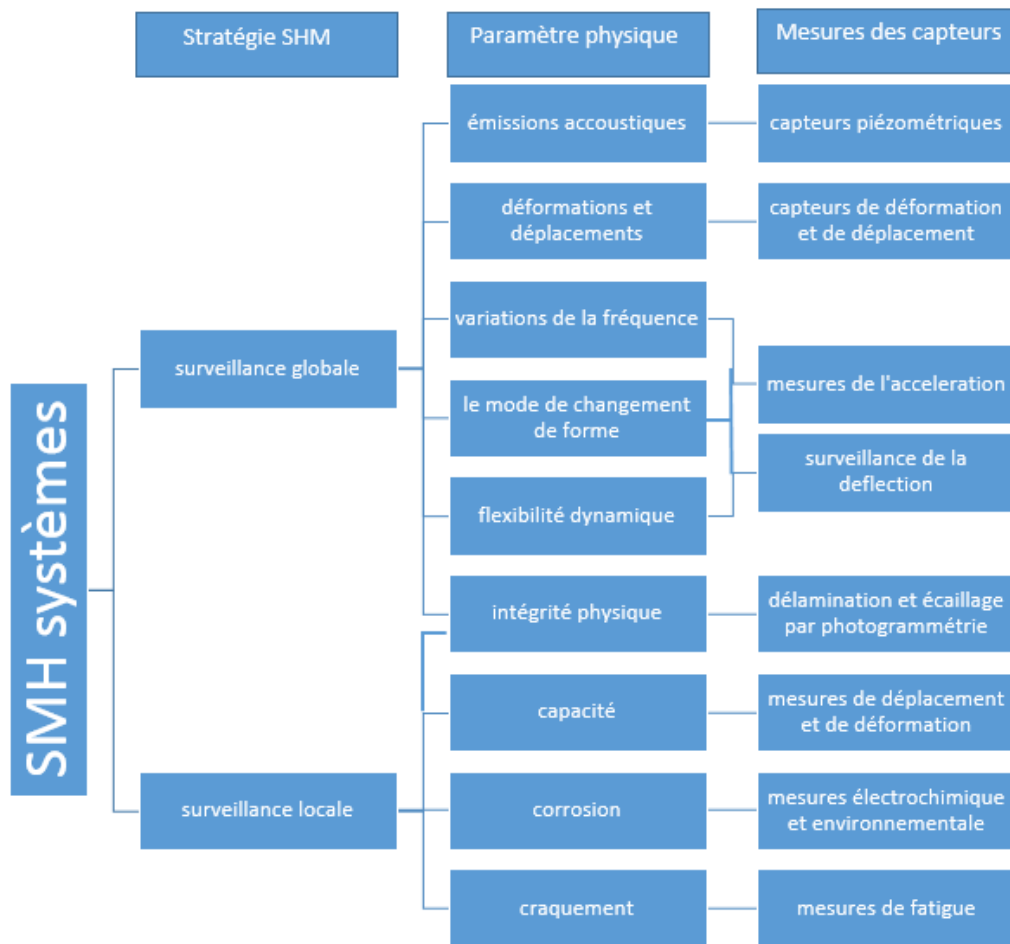 Stratégie SHM
Paramètre physique
Mesures des capteurs
émissions accoustiques
capteurs piézométriques
déformations et
déplacements
capteurs de déformation
et de déplacement
variations de la fréquence
surveillance globale
mesures de l'acceleration
le mode de changement
de forme
surveillance de la
deflection
flexibilité dynamique
SMH systèmes
intégrité physique
délamination et écaillage
par photogrammétrie
capacité
mesures de déplacement
et de déformation
surveillance locale
corrosion
mesures électrochimique
et environnementale
craquement
mesures de fatigue